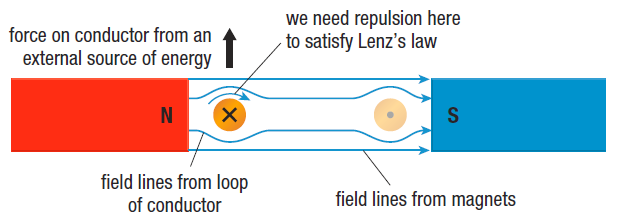 force on conductor from an
external source of energy
we need repulsion here
to satisfy Lenz's law
N
×
S
field lines from loop
of conductor
field lines from magnets